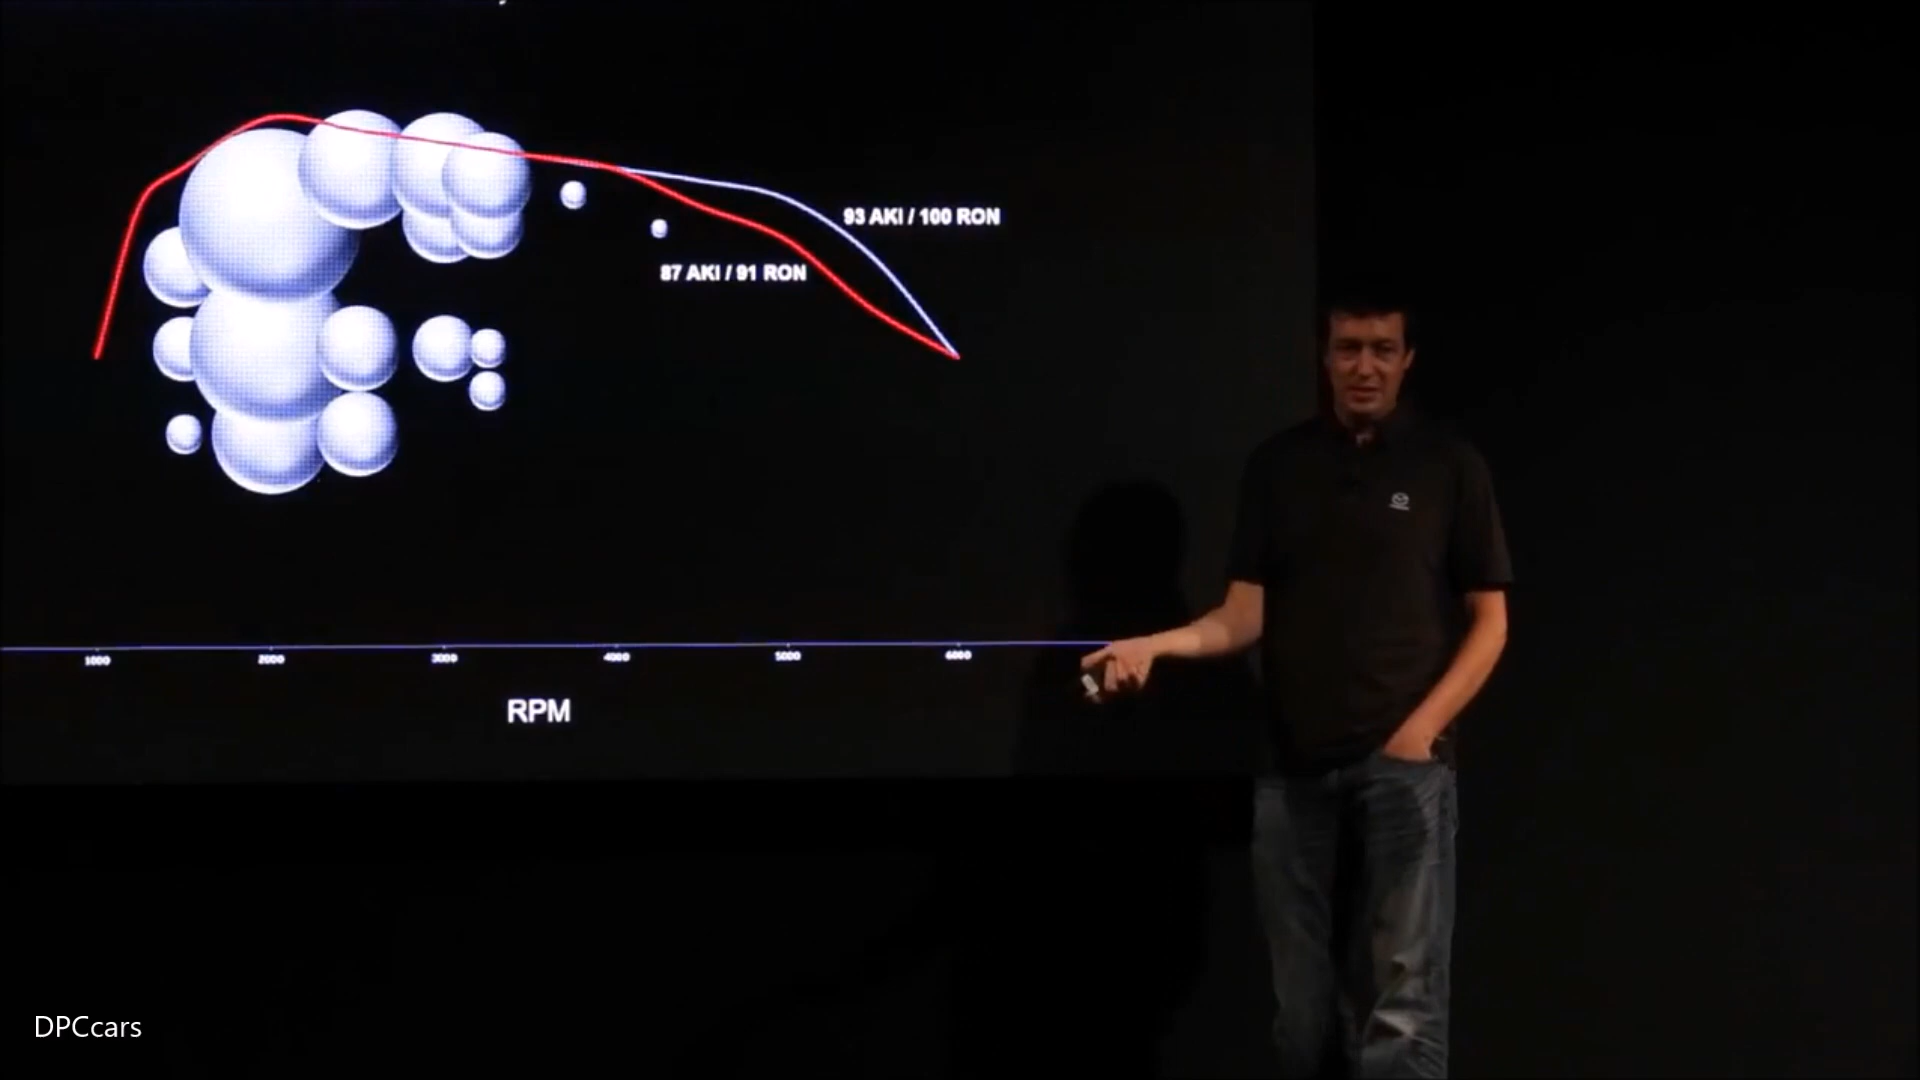 93 AKI / 100 RON
87 AKI / 91 RON
1000 2000 3000 4000 5000 6000
RPM
DPCcars